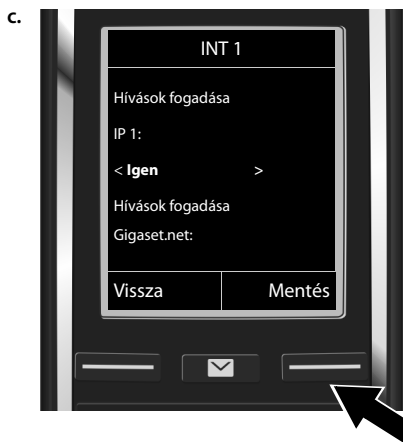 c.
INT 1
Hívások fogadása
IP 1:
< Igen >
Hívások fogadása
Gigaset.net:
Vissza Mentés